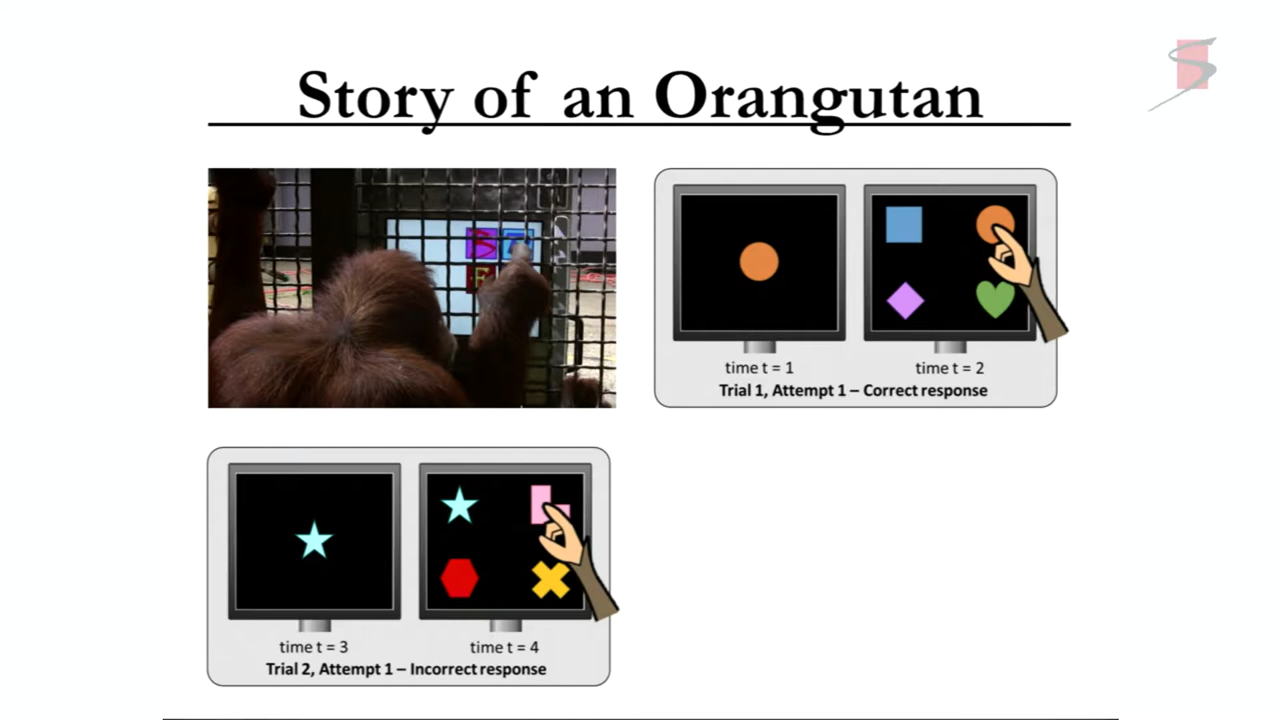 Story of an Orangutan
time t = 1
time t = 2
Trial 1, Attempt 1 – Correct response
time t = 3
time t = 4
Trial 2, Attempt 1 – Incorrect response